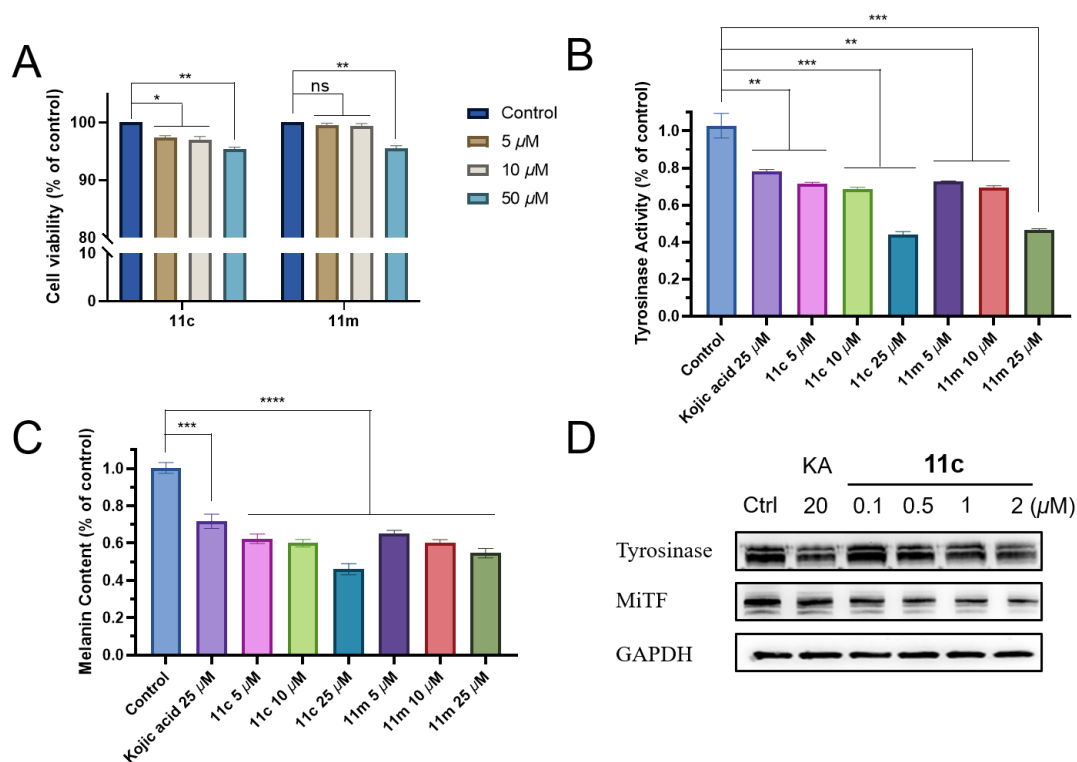 A
Cell viability (% of control)
100
90
80
10
0
**
*
**
ns
11c
11m
Control
5 µM
10 µM
50 µM
B
Tyrosinase Activity (% of control)
***
**
***
**
1.0
0.8
0.6
0.4
0.2
0.0
Control
Kojic acid 25 µM
11c 5 µM
11c 10 µM
11c 25 µM
11m 5 µM
11m 10 µM
11m 25 µM
C
Melanin Content (% of control)
****
***
1.0
0.8
0.6
0.4
0.2
0.0
Control
Kojic acid 25 µM
11c 5 µM
11c 10 µM
11c 25 µM
11m 5 µM
11m 10 µM
11m 25 µM
D
KA 11c
Ctrl 20 0.1 0.5 1 2 (µM)
Tyrosinase
MiTF
GAPDH